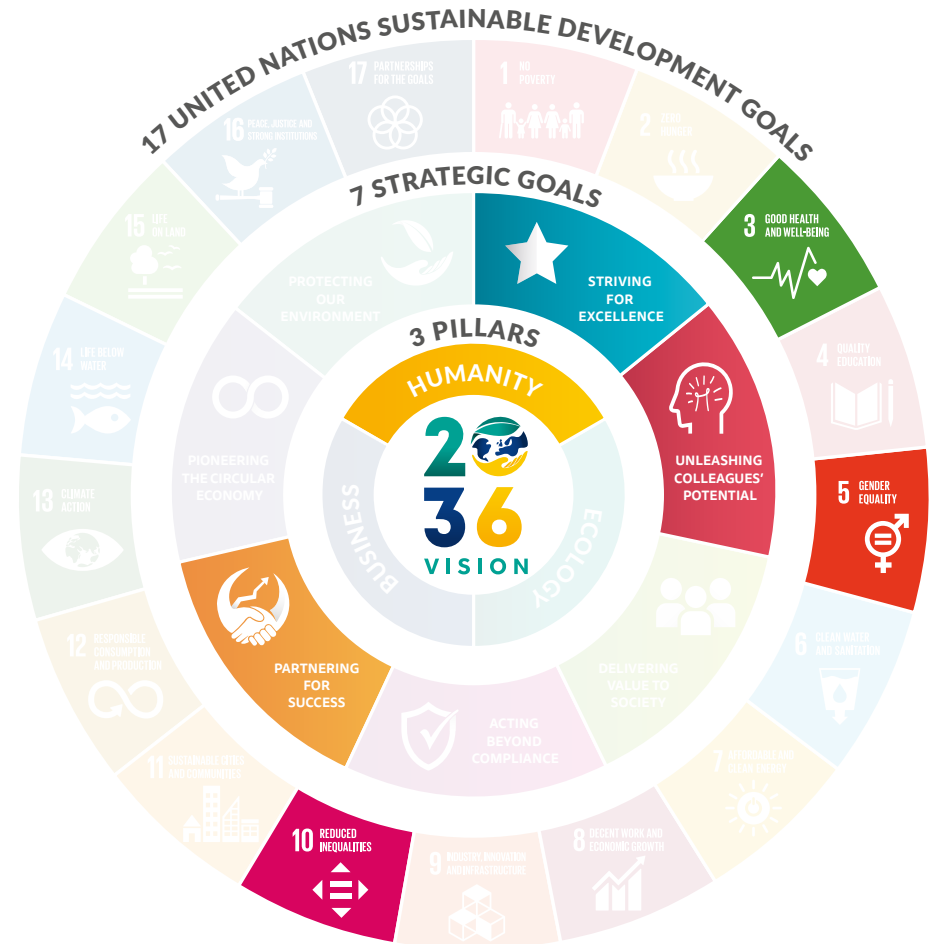 17 UNITED NATIONS SUSTAINABLE DEVELOPMENT GOALS
1 NO
POVERTY
2 ZERO
HUNGER
3 GOOD HEALTH
AND WELL-BEING
4 QUALITY
EDUCATION
5 GENDER
EQUALITY
6 CLEAN WATER
AND SANITATION
7 AFFORDABLE AND
CLEAN ENERGY
8 DECENT WORK AND
ECONOMIC GROWTH
9 INDUSTRY, INNOVATION
AND INFRASTRUCTURE
10 REDUCED
INEQUALITIES
11 SUSTAINABLE CITIES
AND COMMUNITIES
12 RESPONSIBLE
CONSUMPTION
AND PRODUCTION
13 CLIMATE
ACTION
14 LIFE BELOW
WATER
15 LIFE
ON LAND
16 PEACE, JUSTICE AND
STRONG INSTITUTIONS
17 PARTNERSHIPS
FOR THE GOALS
7 STRATEGIC GOALS
STRIVING
FOR
EXCELLENCE
UNLEASHING
COLLEAGUES'
POTENTIAL
DELIVERING
VALUE TO
SOCIETY
ACTING
BEYOND
COMPLIANCE
PARTNERING
FOR
SUCCESS
PIONEERING
THE CIRCULAR
ECONOMY
PROTECTING
OUR
ENVIRONMENT
3 PILLARS
HUMANITY
ECOLOGY
BUSINESS
20
36
VISION